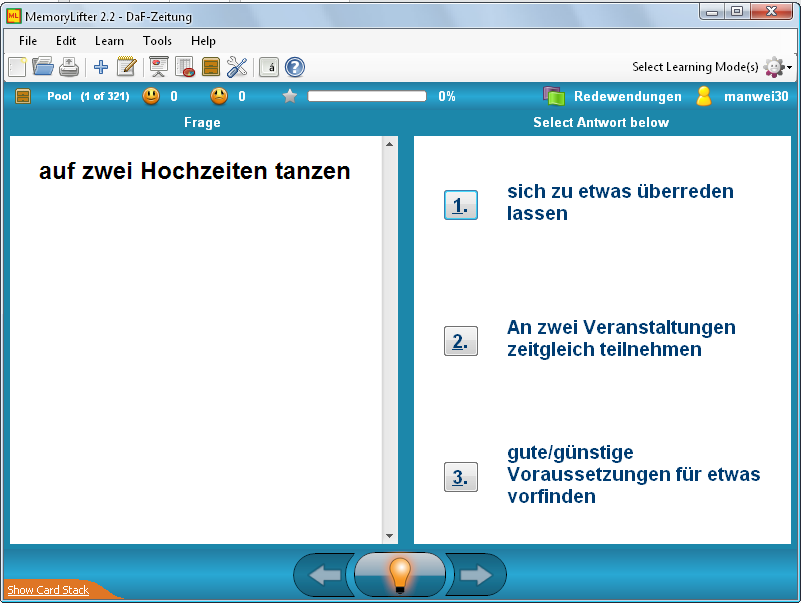 MemoryLifter 2.2 - DaF-Zeitung
File Edit Learn Tools Help
á ? Select Learning Mode(s)
Pool (1 of 321) 0 0 0% Redewendungen manwei30
Frage
Select Antwort below
auf zwei Hochzeiten tanzen
1.
sich zu etwas überreden
lassen
2.
An zwei Veranstaltungen
zeitgleich teilnehmen
3.
gute/günstige
Voraussetzungen für etwas
vorfinden
Show Card Stack